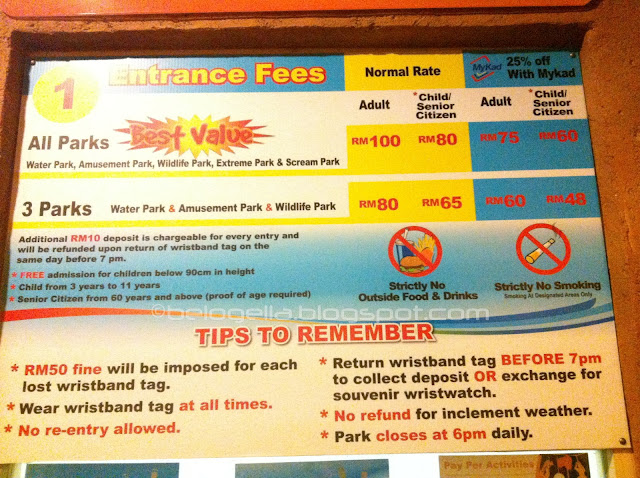 1 Entrance Fees
Normal Rate
MyKad 25% off
With Mykad
Adult *Child/ Senior Citizen Adult *Child/ Senior Citizen
All Parks Best Value RM100 RM80 RM75 RM60
Water Park, Amusement Park, Wildlife Park, Extreme Park & Scream Park
3 Parks Water Park & Amusement Park & Wildlife Park RM80 RM65 RM60 RM48
Additional RM10 deposit is chargeable for every entry and
will be refunded upon return of wristband tag on the
same day before 7 pm.
* FREE admission for children below 90cm in height
* Child from 3 years to 11 years
* Senior Citizen from 60 years and above (proof of age required)
Strictly No
Outside Food & Drinks
Strictly No Smoking
Smoking At Designated Areas Only
blogspot.com
TIPS TO REMEMBER
* RM50 fine will be imposed for each
lost wristband tag.
* Wear wristband tag at all times.
* No re-entry allowed.
* Return wristband tag BEFORE 7pm
to collect deposit OR exchange for
souvenir wristwatch.
* No refund for inclement weather.
* Park closes at 6pm daily.
Pay Per Activities